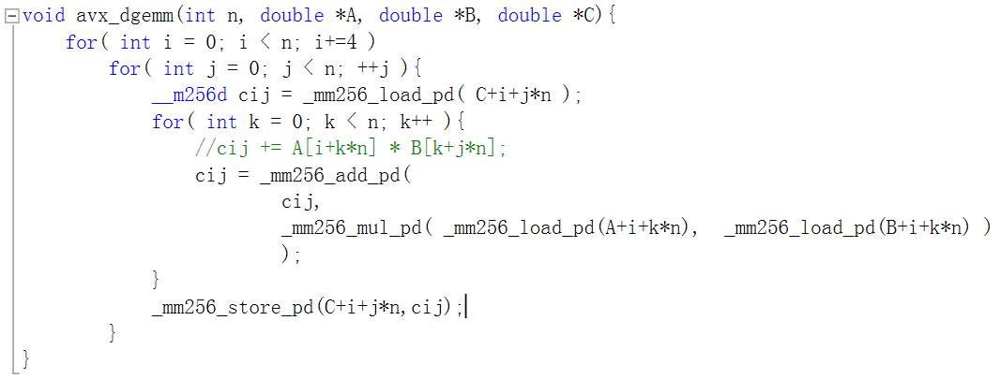 void avx_dgemm(int n, double *A, double *B, double *C){
    for( int i = 0; i < n; i+=4 )
        for( int j = 0; j < n; ++j ){
            __m256d cij = _mm256_load_pd( C+i+j*n );
            for( int k = 0; k < n; k++ ){
                //cij += A[i+k*n] * B[k+j*n];
                cij = _mm256_add_pd(
                        cij,
                        _mm256_mul_pd( _mm256_load_pd(A+i+k*n),  _mm256_load_pd(B+i+k*n) )
                        );
            }
            _mm256_store_pd(C+i+j*n,cij);
        }
}